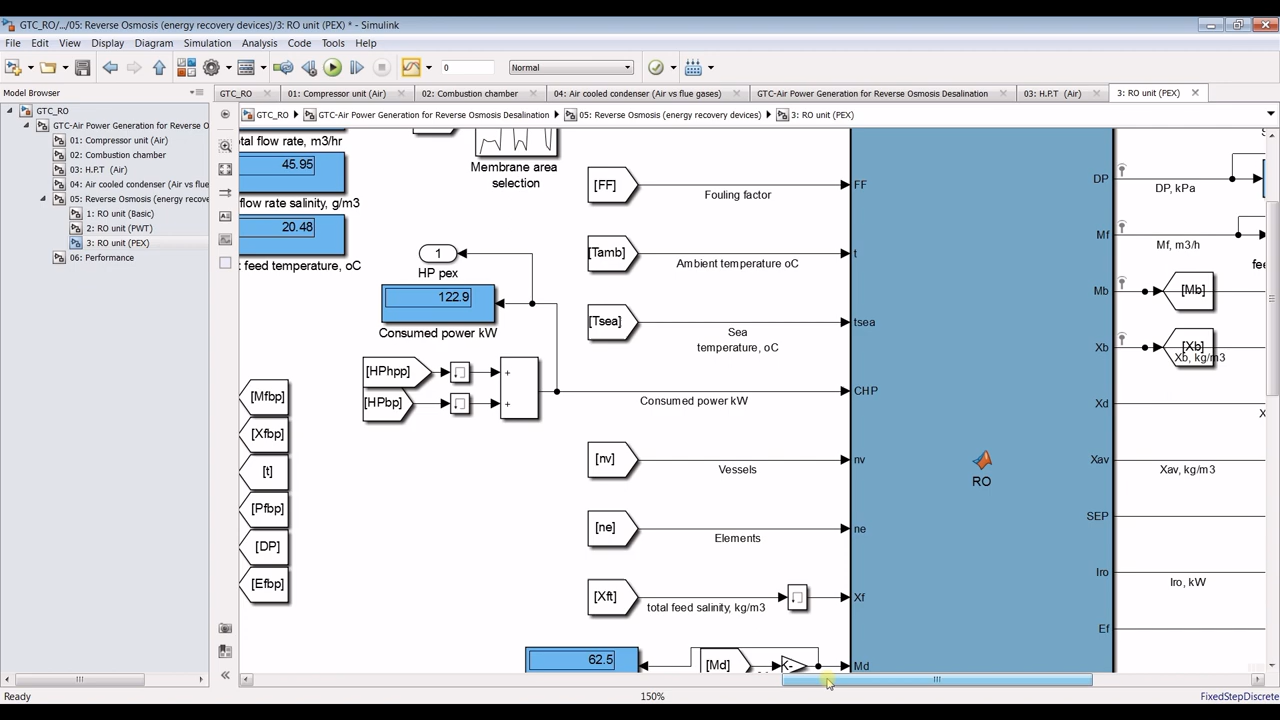 GTC_RO/.../05: Reverse Osmosis (energy recovery devices)/3: RO unit (PEX) * - Simulink
File Edit View Display Diagram Simulation Analysis Code Tools Help
0
Normal
Model Browser
GTC_RO
01: Compressor unit (Air)
02: Combustion chamber
04: Air cooled condenser (Air vs flue gases)
GTC-Air Power Generation for Reverse Osmosis Desalination
03: H.P.T (Air)
3: RO unit (PEX)
GTC_RO
GTC-Air Power Generation for Reverse Osmosis Desalination
05: Reverse Osmosis (energy recovery devices)
3: RO unit (PEX)
GTC_RO
GTC-Air Power Generation for Reverse O
01: Compressor unit (Air)
02: Combustion chamber
03: H.P.T (Air)
04: Air cooled condenser (Air vs flue
05: Reverse Osmosis (energy recove
1: RO unit (Basic)
2: RO unit (PWT)
3: RO unit (PEX)
06: Performance
otal flow rate, m3/hr
45.95
flow rate salinity, g/m3
20.48
feed temperature, oC
Membrane area
selection
1
HP pex
122.9
Consumed power kW
[HPhpp]
[HPbp]
+
+
[Mfbp]
[Xfbp]
[t]
[Pfbp]
[DP]
[Efbp]
[FF]
Fouling factor
FF
[Tamb]
Ambient temperature oC
t
[Tsea]
Sea
temperature, oC
tsea
Consumed power kW
CHP
[nv]
Vessels
nv
[ne]
Elements
ne
[Xft]
total feed salinity, kg/m3
Xf
62.5
[Md]
K-
Md
RO
DP
DP, kPa
Mf
Mf, m3/h
Mb
[Mb]
Xb
[Xb]
Xb, kg/m3
Xd
X
Xav
Xav, kg/m3
SEP
Iro
Iro, kW
Ef
Ready
150%
FixedStepDiscrete